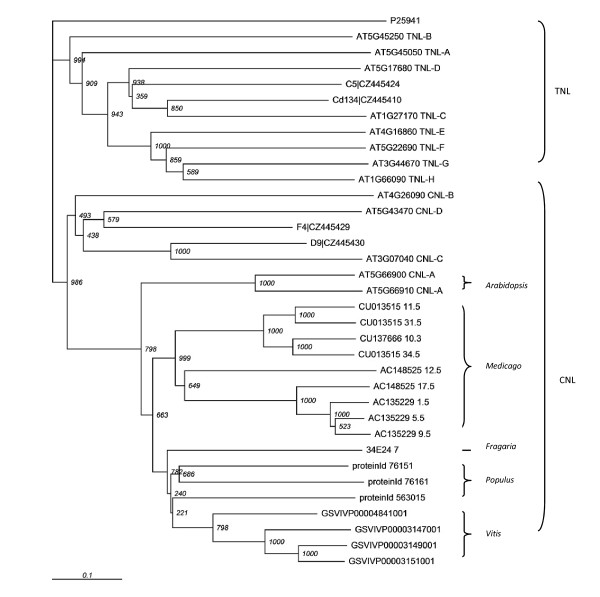 P25941
AT5G45250 TNL-B
994
AT5G45050 TNL-A
909
AT5G17680 TNL-D
938
C5|CZ445424
359
TNL
Cd134|CZ445410
850
943
AT1G27170 TNL-C
AT4G16860 TNL-E
1000
AT5G22690 TNL-F
859
AT3G44670 TNL-G
589
AT1G66090 TNL-H
AT4G26090 CNL-B
AT5G43470 CNL-D
493
579
F4|CZ445429
438
D9|CZ445430
1000
AT3G07040 CNL-C
AT5G66900 CNL-A
986
1000
Arabidopsis
AT5G66910 CNL-A
CU013515 11.5
1000
CU013515 31.5
1000
CU137666 10.3
1000
798
CU013515 34.5
999
Medicago
AC148525 12.5
649
CNL
AC148525 17.5
1000
AC135229 1.5
663
1000
AC135229 5.5
523
AC135229 9.5
34E24 7
Fragaria
proteinId 76151
686
Populus
proteinId 76161
240
proteinId 563015
221
GSVIVP00004841001
798
GSVIVP00003147001
Vitis
1000
GSVIVP00003149001
1000
GSVIVP00003151001
0.1